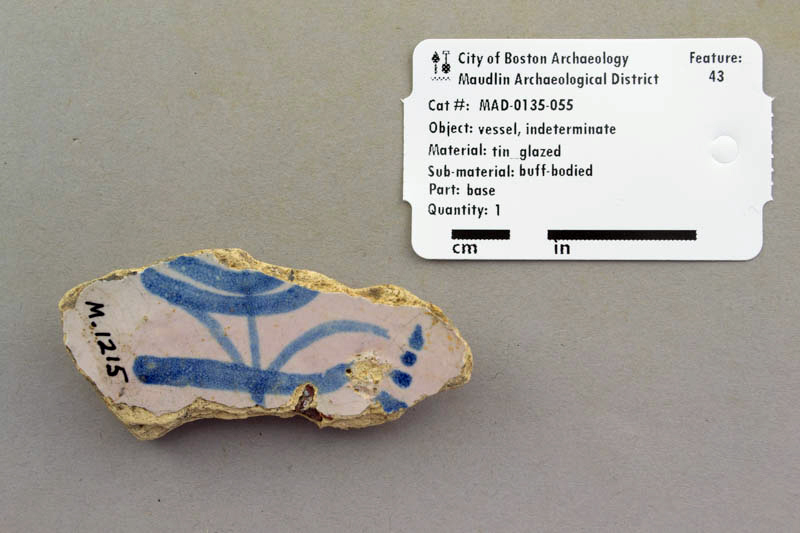 City of Boston Archaeology
Maudlin Archaeological District
Feature:
43
Cat #: MAD-0135-055
Object: vessel, indeterminate
Material: tin_glazed
Sub-material: buff-bodied
Part: base
Quantity: 1
cm in
M.1215